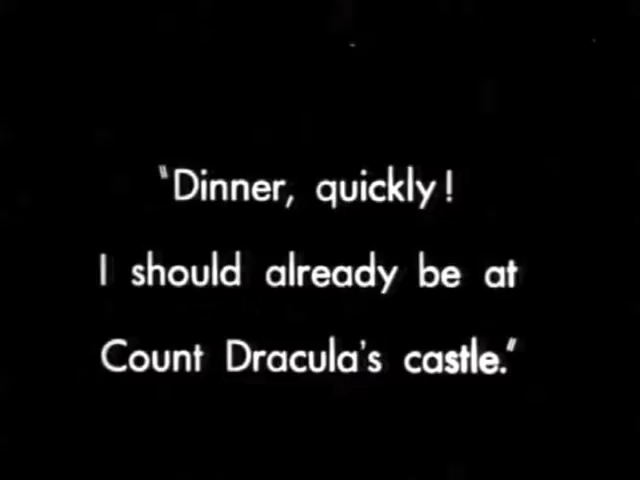 "Dinner, quickly!
I should already be at
Count Dracula's castle."